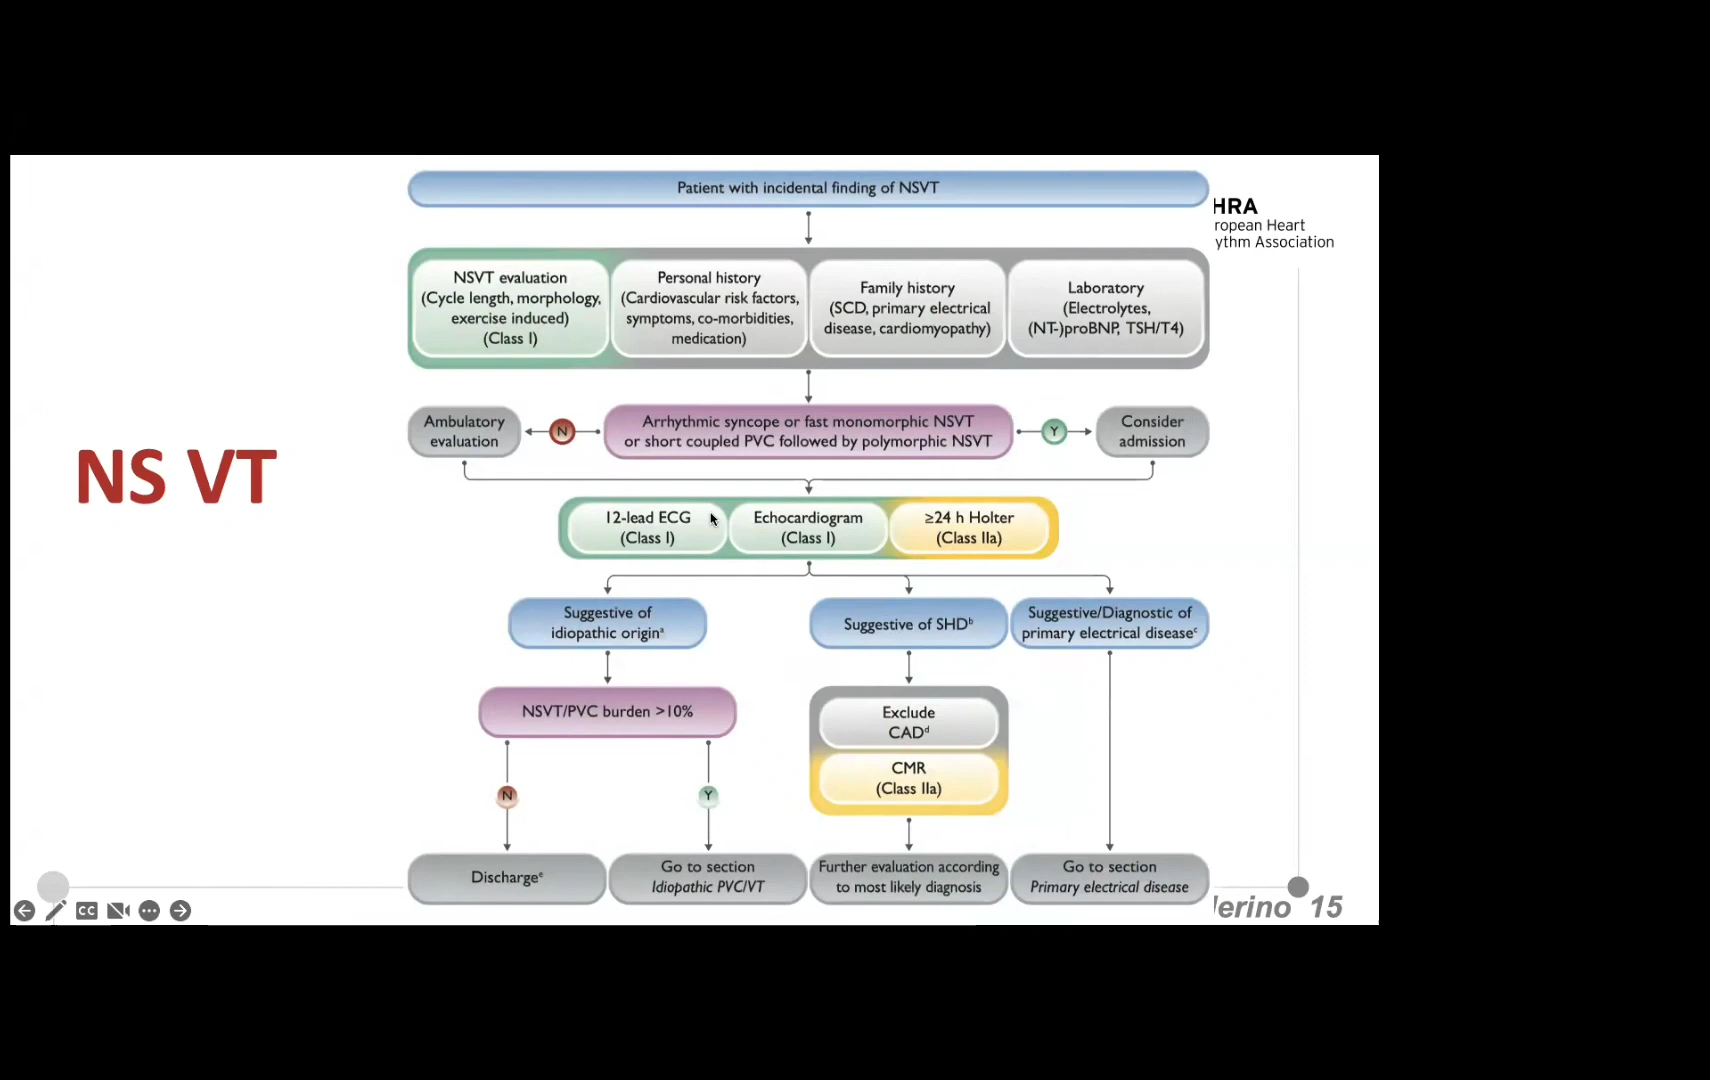 Patient with incidental finding of NSVT
HRA
ropean Heart
ythm Association
NSVT evaluation
(Cycle length, morphology,
exercise induced)
(Class I)
Personal history
(Cardiovascular risk factors,
symptoms, co-morbidities,
medication)
Family history
(SCD, primary electrical
disease, cardiomyopathy)
Laboratory
(Electrolytes,
(NT-)proBNP, TSH/T4)
Ambulatory
evaluation
N
Arrhythmic syncope or fast monomorphic NSVT
or short coupled PVC followed by polymorphic NSVT
Y
Consider
admission
NS VT
12-lead ECG
(Class I)
Echocardiogram
(Class I)
≥24 h Holter
(Class IIa)
Suggestive of
idiopathic originᵃ
Suggestive of SHDᵇ
Suggestive/Diagnostic of
primary electrical diseaseᶜ
NSVT/PVC burden >10%
Exclude
CADᵈ
CMR
(Class IIa)
N
Y
Dischargeᵉ
Go to section
Idiopathic PVC/VT
Further evaluation according
to most likely diagnosis
Go to section
Primary electrical disease
CC
lerino 15